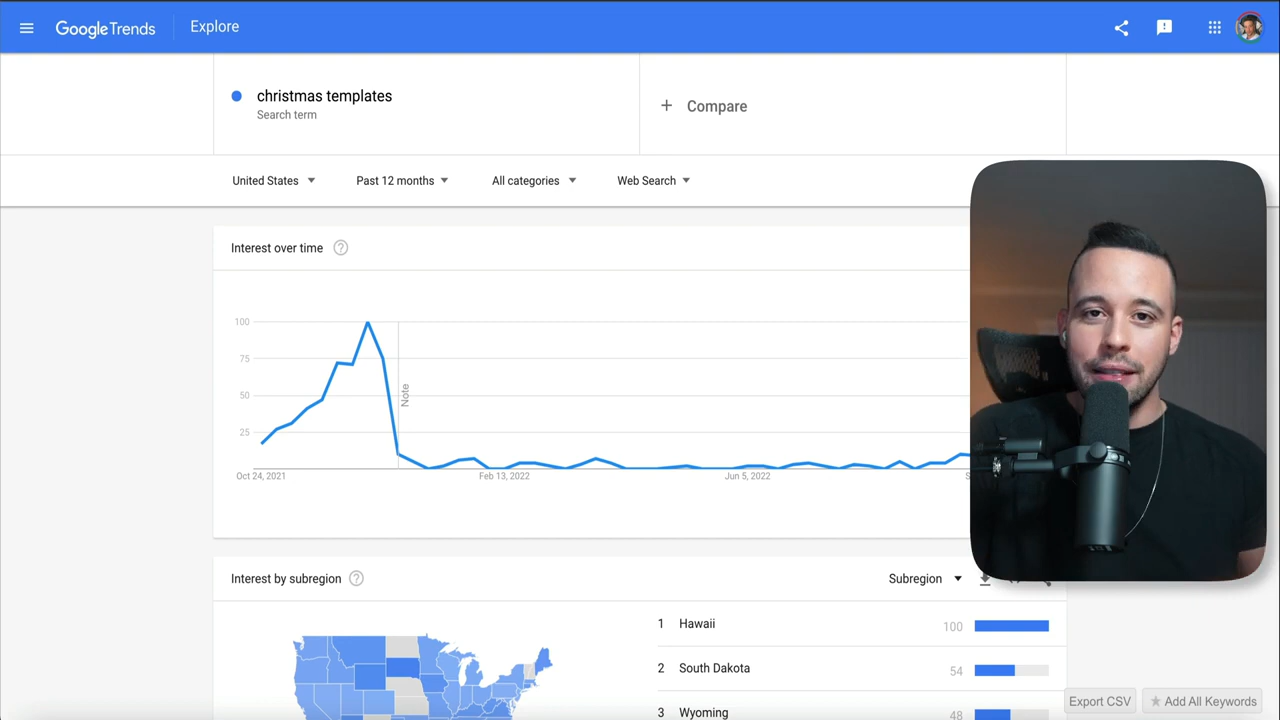 Google Trends
Explore
christmas templates
Search term
+ Compare
United States
Past 12 months
All categories
Web Search
Interest over time
100
75
50
25
Note
Oct 24, 2021
Feb 13, 2022
Jun 5, 2022
Interest by subregion
Subregion
1 Hawaii 100
2 South Dakota 54
3 Wyoming 48
Export CSV
★ Add All Keywords